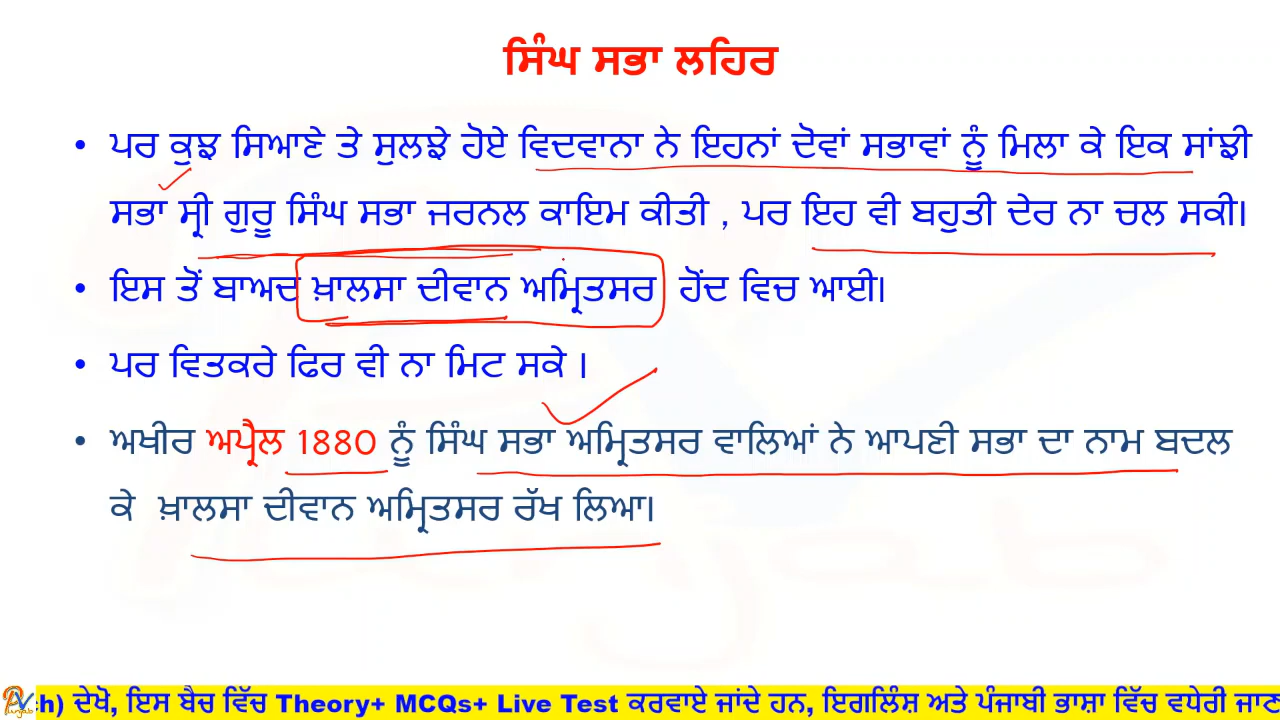 ਸਿੰਘ ਸਭਾ ਲਹਿਰ
• ਪਰ ਕੁਝ ਸਿਆਣੇ ਤੇ ਸੁਲਝੇ ਹੋਏ ਵਿਦਵਾਨਾ ਨੇ ਇਹਨਾਂ ਦੋਵਾਂ ਸਭਾਵਾਂ ਨੂੰ ਮਿਲਾ ਕੇ ਇਕ ਸਾਂਝੀ
ਸਭਾ ਸ੍ਰੀ ਗੁਰੂ ਸਿੰਘ ਸਭਾ ਜਰਨਲ ਕਾਇਮ ਕੀਤੀ , ਪਰ ਇਹ ਵੀ ਬਹੁਤੀ ਦੇਰ ਨਾ ਚਲ ਸਕੀ।
• ਇਸ ਤੋਂ ਬਾਅਦ ਖ਼ਾਲਸਾ ਦੀਵਾਨ ਅਮ੍ਰਿਤਸਰ ਹੋਂਦ ਵਿਚ ਆਈ।
• ਪਰ ਵਿਤਕਰੇ ਫਿਰ ਵੀ ਨਾ ਮਿਟ ਸਕੇ ।
• ਅਖੀਰ ਅਪ੍ਰੈਲ 1880 ਨੂੰ ਸਿੰਘ ਸਭਾ ਅਮ੍ਰਿਤਸਰ ਵਾਲਿਆਂ ਨੇ ਆਪਣੀ ਸਭਾ ਦਾ ਨਾਮ ਬਦਲ
ਕੇ ਖ਼ਾਲਸਾ ਦੀਵਾਨ ਅਮ੍ਰਿਤਸਰ ਰੱਖ ਲਿਆ।
ch) ਦੇਖੋ, ਇਸ ਬੈਚ ਵਿੱਚ Theory+ MCQs+ Live Test ਕਰਵਾਏ ਜਾਂਦੇ ਹਨ, ਇਗਲਿੰਸ਼ ਅਤੇ ਪੰਜਾਬੀ ਭਾਸ਼ਾ ਵਿੱਚ ਵਧੇਰੀ ਜਾਣ